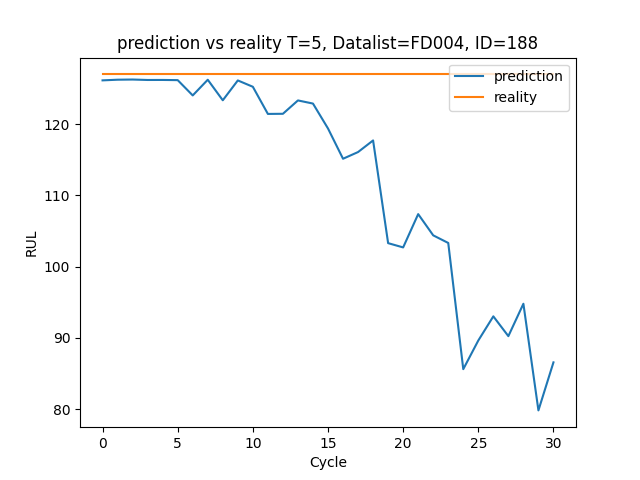 prediction vs reality T=5, Datalist=FD004, ID=188
prediction
reality
RUL
120
110
100
90
80
0 5 10 15 20 25 30
Cycle